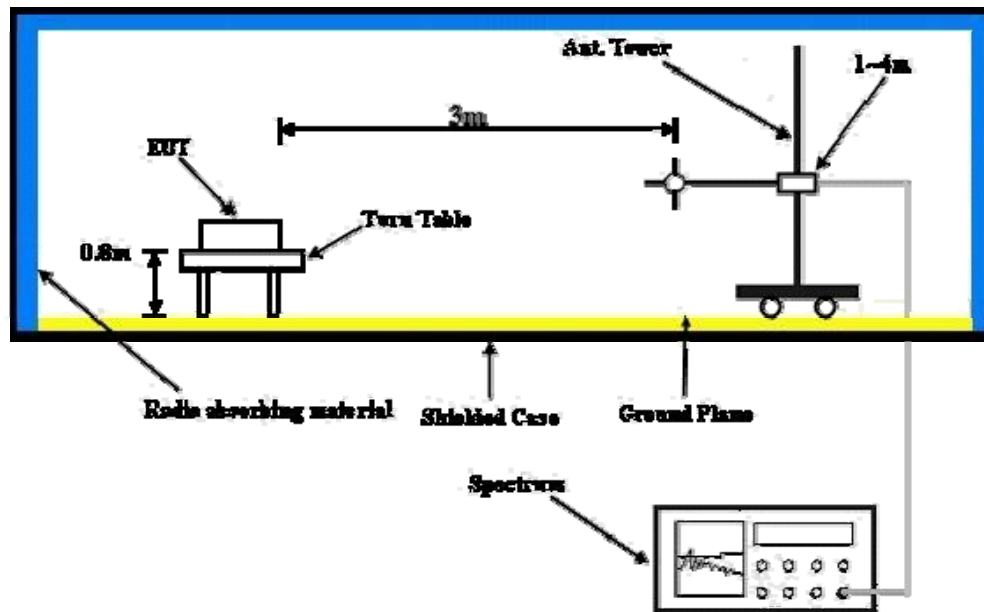 Ant. Tower
1~4m
3m
EUT
Turn Table
0.8m
Radio absorbing material
Shielded Case
Ground Plane
Spectrum